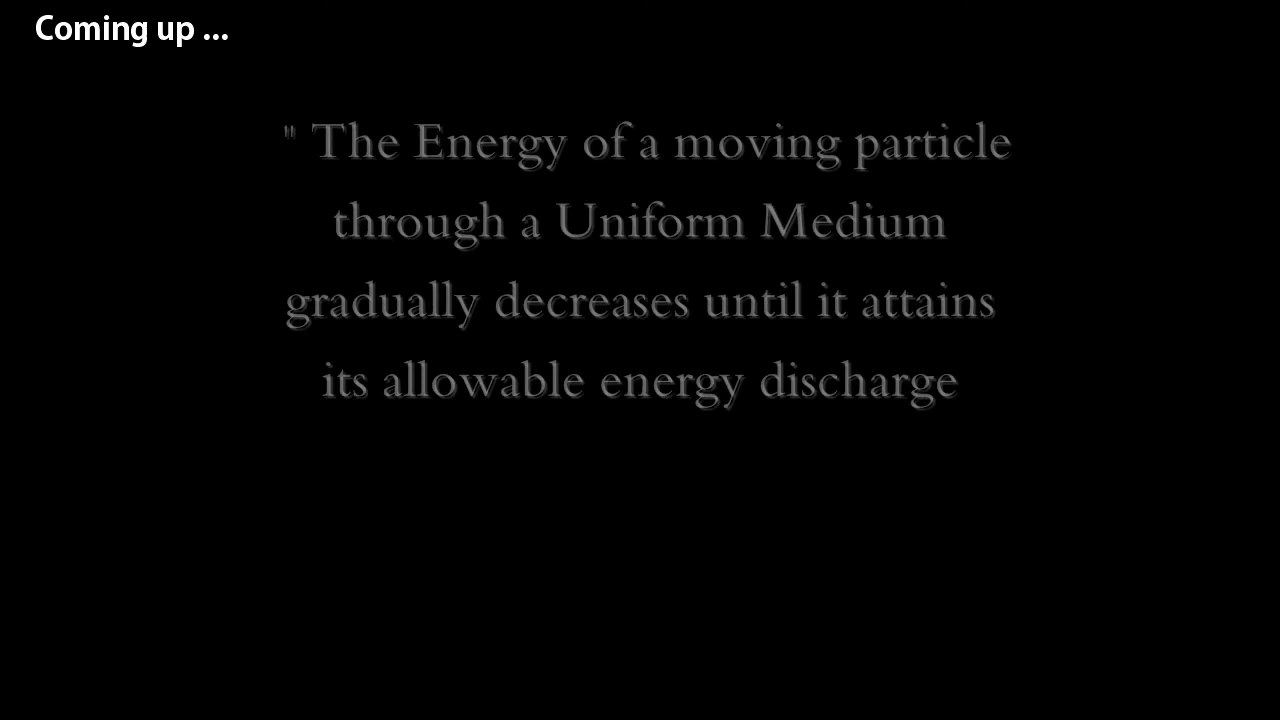 Coming up ...
" The Energy of a moving particle
through a Uniform Medium
gradually decreases until it attains
its allowable energy discharge